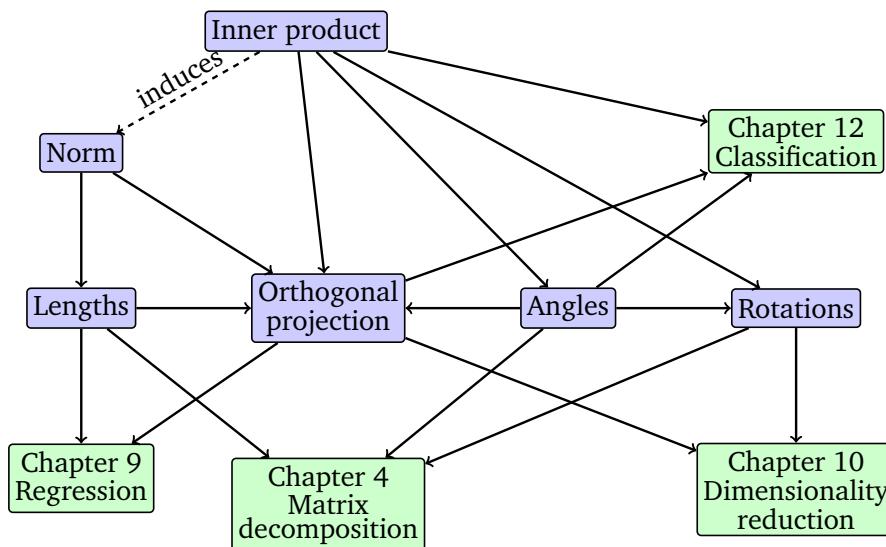 Inner product
induces
Norm
Chapter 12
Classification
Lengths
Orthogonal
projection
Angles
Rotations
Chapter 9
Regression
Chapter 4
Matrix
decomposition
Chapter 10
Dimensionality
reduction